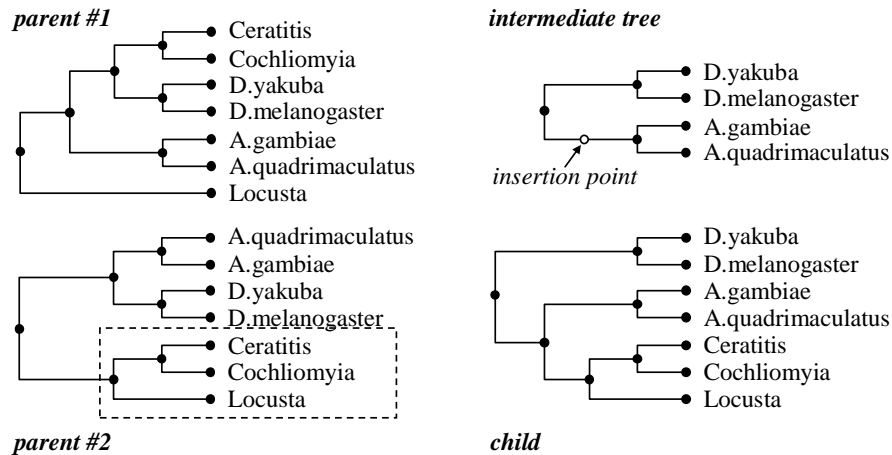 parent #1
Ceratitis
Cochliomyia
D.yakuba
D.melanogaster
A.gambiae
A.quadrimaculatus
Locusta
intermediate tree
D.yakuba
D.melanogaster
A.gambiae
A.quadrimaculatus
insertion point
A.quadrimaculatus
A.gambiae
D.yakuba
D.melanogaster
Ceratitis
Cochliomyia
Locusta
parent #2
D.yakuba
D.melanogaster
A.gambiae
A.quadrimaculatus
Ceratitis
Cochliomyia
Locusta
child